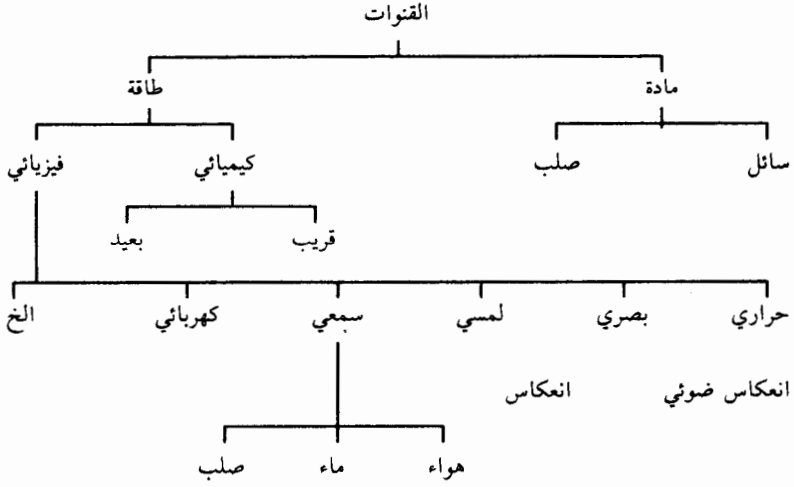 القنوات
مادة طاقة
سائل صلب كيميائي فيزيائي
قريب بعيد
حراري بصري لمسي سمعي كهربائي الخ
انعكاس ضوئي انعكاس
هواء ماء صلب